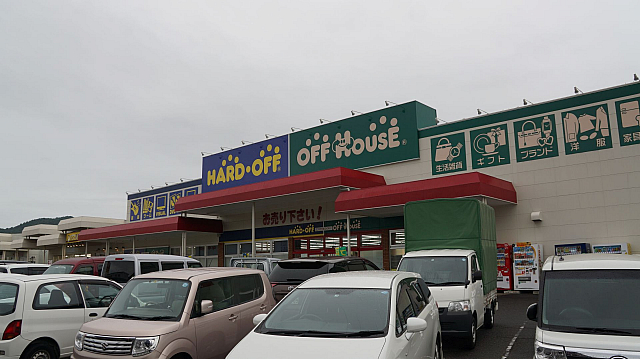 HARD·OFF
OFF HOUSE
生活雑貨
ギフト
ブランド
洋服
お売り下さい!
HARD·OFF OFF HOUSE